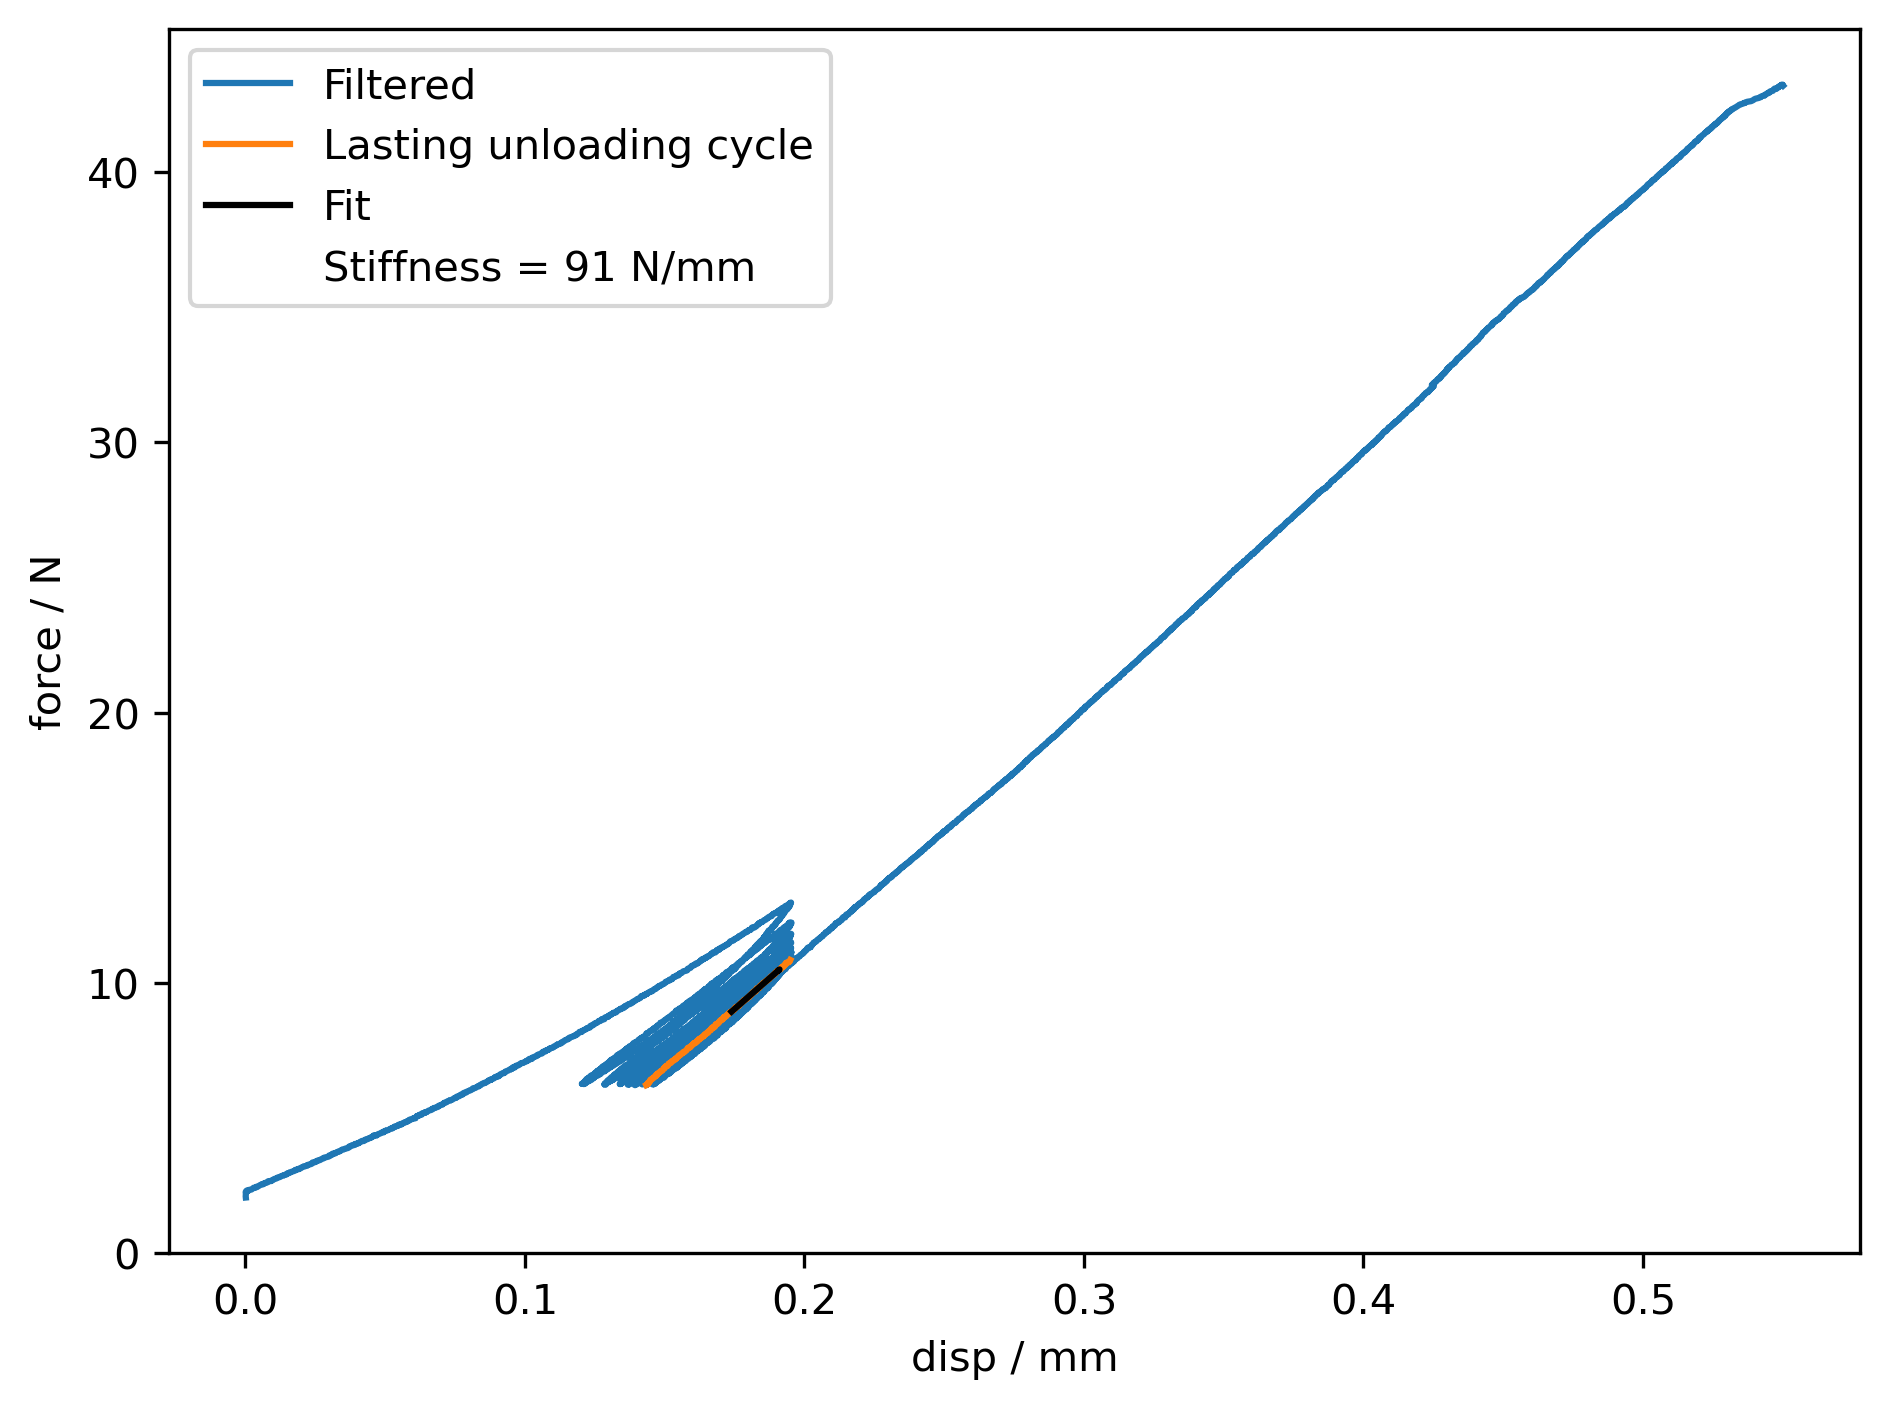 Filtered
Lasting unloading cycle
Fit
Stiffness = 91 N/mm
40
30
20
10
0
force / N
0.0 0.1 0.2 0.3 0.4 0.5
disp / mm